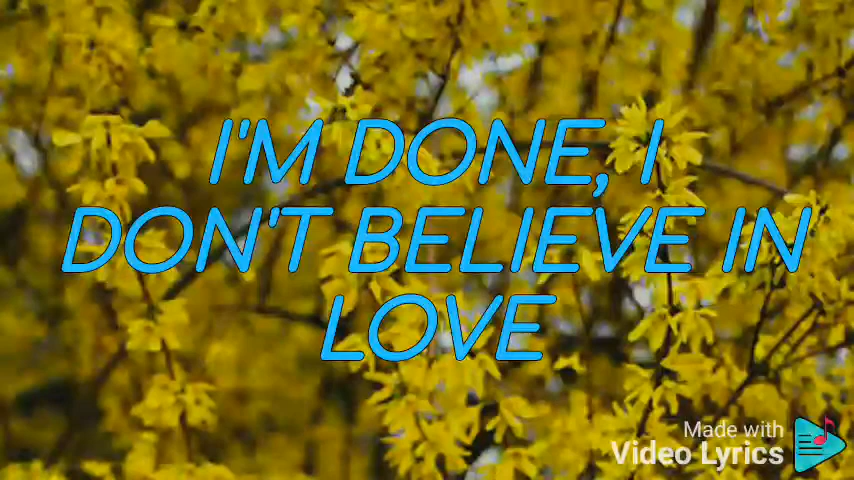 I'M DONE, I
DON'T BELIEVE IN
LOVE
Made with
Video Lyrics